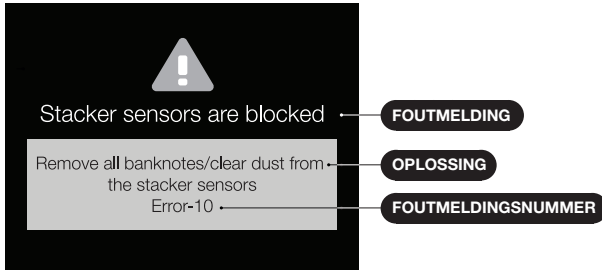 Stacker sensors are blocked
FOUTMELDING
Remove all banknotes/clear dust from
the stacker sensors
Error-10
OPLOSSING
FOUTMELDINGSNUMMER